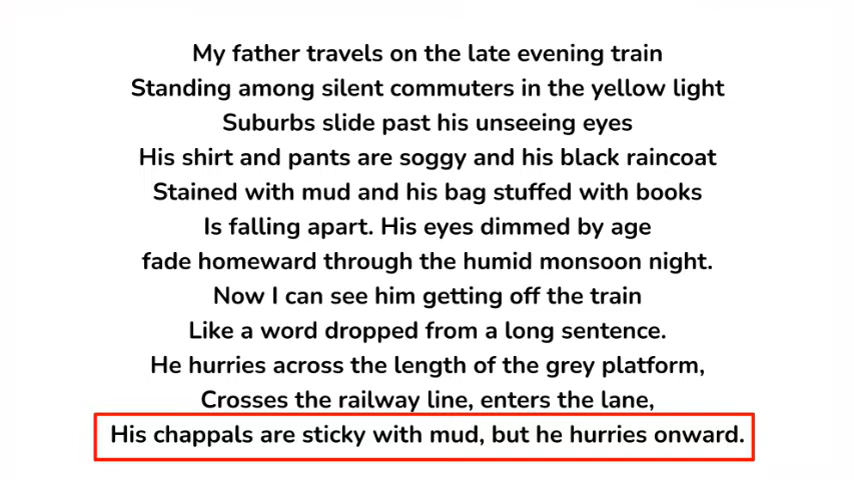 My father travels on the late evening train
Standing among silent commuters in the yellow light
Suburbs slide past his unseeing eyes
His shirt and pants are soggy and his black raincoat
Stained with mud and his bag stuffed with books
Is falling apart. His eyes dimmed by age
fade homeward through the humid monsoon night.
Now I can see him getting off the train
Like a word dropped from a long sentence.
He hurries across the length of the grey platform,
Crosses the railway line, enters the lane,
His chappals are sticky with mud, but he hurries onward.